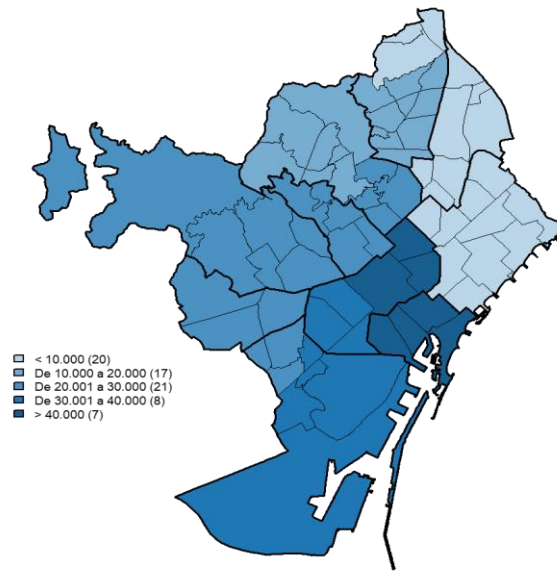 < 10.000 (20)
De 10.000 a 20.000 (17)
De 20.001 a 30.000 (21)
De 30.001 a 40.000 (8)
> 40.000 (7)